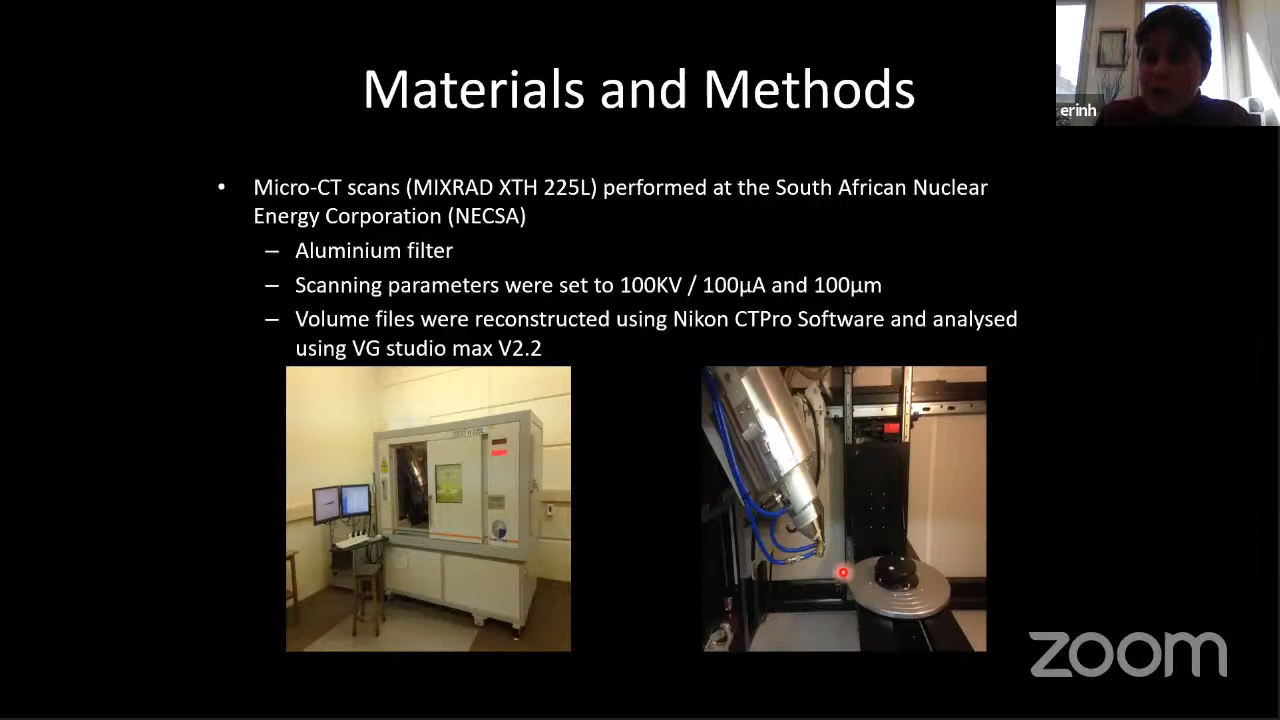 Materials and Methods
erinh
• Micro-CT scans (MIXRAD XTH 225L) performed at the South African Nuclear
Energy Corporation (NECSA)
– Aluminium filter
– Scanning parameters were set to 100KV / 100µA and 100µm
– Volume files were reconstructed using Nikon CTPro Software and analysed
using VG studio max V2.2
zoom